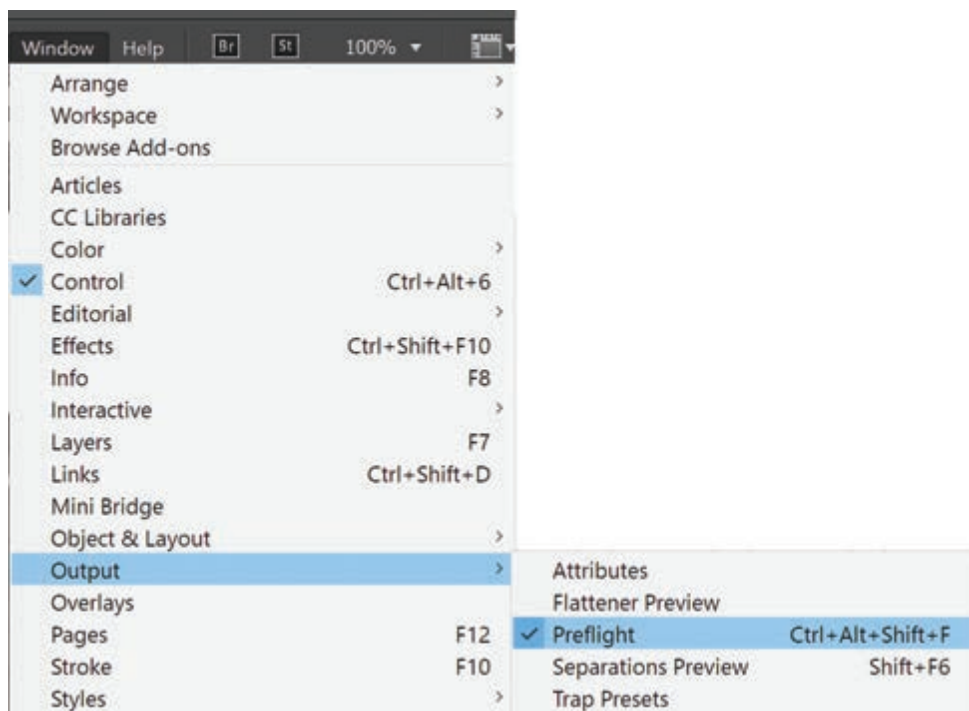 Window Help Br St 100%
Arrange
Workspace
Browse Add-ons
Articles
CC Libraries
Color
Control Ctrl+Alt+6
Editorial
Effects Ctrl+Shift+F10
Info F8
Interactive
Layers F7
Links Ctrl+Shift+D
Mini Bridge
Object & Layout
Output
Overlays
Pages F12
Stroke F10
Styles
Attributes
Flattener Preview
Preflight Ctrl+Alt+Shift+F
Separations Preview Shift+F6
Trap Presets